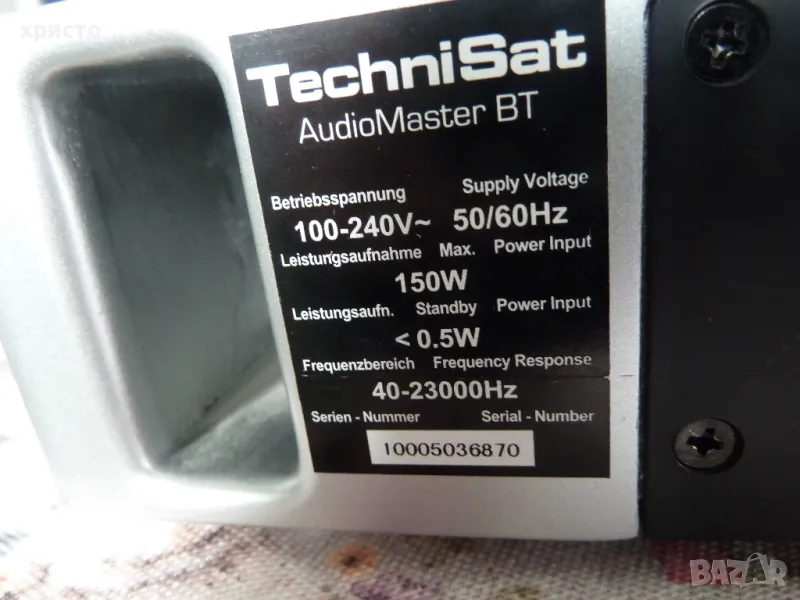 христо
TechniSat
AudioMaster BT
Betriebsspannung Supply Voltage
100-240V~ 50/60Hz
Leistungsaufnahme Max. Power Input
150W
Leistungsaufn. Standby Power Input
< 0.5W
Frequenzbereich Frequency Response
40-23000Hz
Serien - Nummer Serial - Number
10005036870
BAZAR